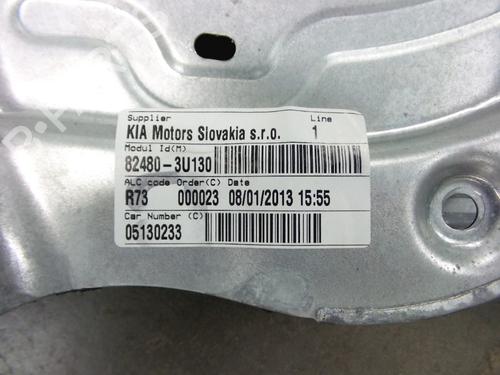 Supplier Line
KIA Motors Slovakia s.r.o. 1
Modul Id(M)
82480-3U130
ALC code Order(C) Date
R73 000023 08/01/2013 15:55
Car Number (C)
05130233